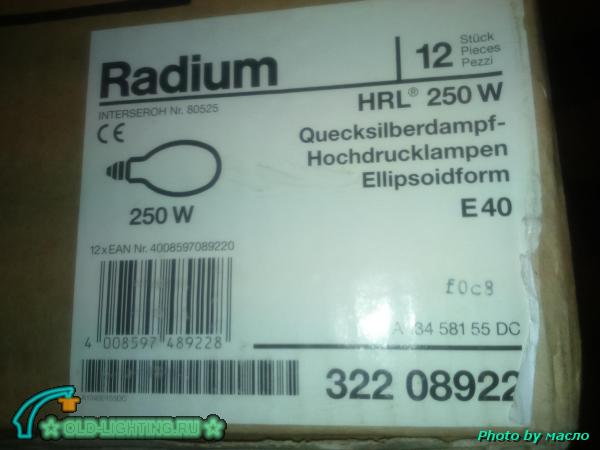 Radium
INTERSEROH Nr. 80525
CE
250 W
12 Stück
Pieces
Pezzi
HRL® 250 W
Quecksilberdampf-
Hochdrucklampen
Ellipsoidform
E 40
12 x EAN Nr. 4008597089220
4 008597 489228
f0c8
34 581 55 DC
322 08922
OLD-LIGHTING.RU
Photo by масло